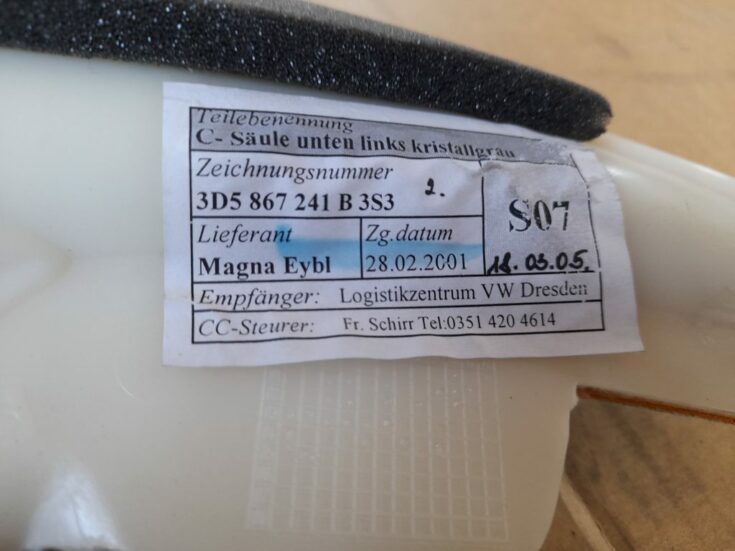 Teilebenennung
C- Säule unten links kristallgrau
Zeichnungsnummer
3D5 867 241 B 3S3
2.
S07
Lieferant
Zg.datum
Magna Eybl
28.02.2001
18.03.05.
Empfänger: Logistikzentrum VW Dresden
CC-Steurer: Fr. Schirr Tel:0351 420 4614